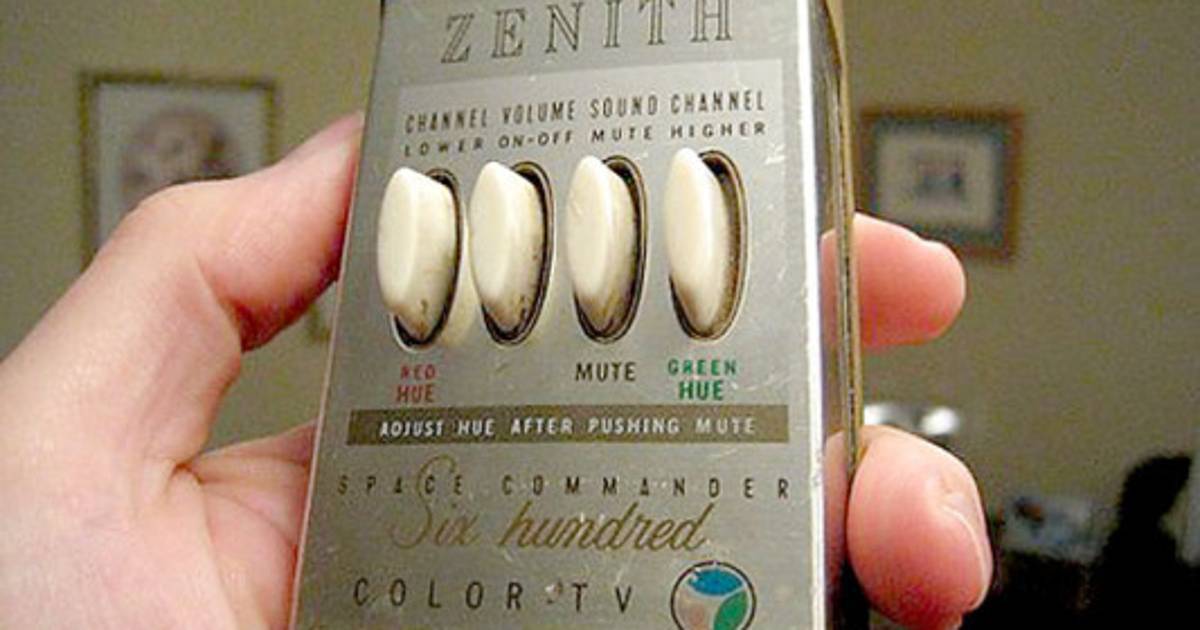 ZENITH
CHANNEL VOLUME SOUND CHANNEL
LOWER ON-OFF MUTE HIGHER
RED MUTE GREEN
HUE HUE
ADJUST HUE AFTER PUSHING MUTE
SPACE COMMANDER
Six hundred
COLOR TV